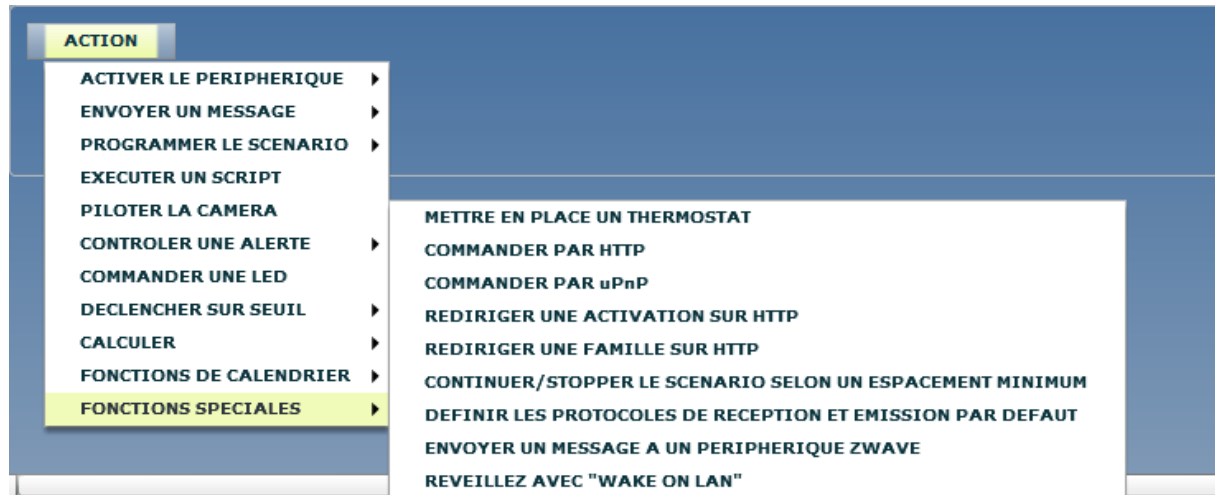 ACTION
ACTIVER LE PERIPHERIQUE
ENVOYER UN MESSAGE
PROGRAMMER LE SCENARIO
EXECUTER UN SCRIPT
PILOTER LA CAMERA
CONTROLER UNE ALERTE
COMMANDER UNE LED
DECLENCHER SUR SEUIL
CALCULER
FONCTIONS DE CALENDRIER
FONCTIONS SPECIALES
METTRE EN PLACE UN THERMOSTAT
COMMANDER PAR HTTP
COMMANDER PAR uPnP
REDIRIGER UNE ACTIVATION SUR HTTP
REDIRIGER UNE FAMILLE SUR HTTP
CONTINUER/STOPPER LE SCENARIO SELON UN ESPACEMENT MINIMUM
DEFINIR LES PROTOCOLES DE RECEPTION ET EMISSION PAR DEFAUT
ENVOYER UN MESSAGE A UN PERIPHERIQUE ZWAVE
REVEILLEZ AVEC "WAKE ON LAN"